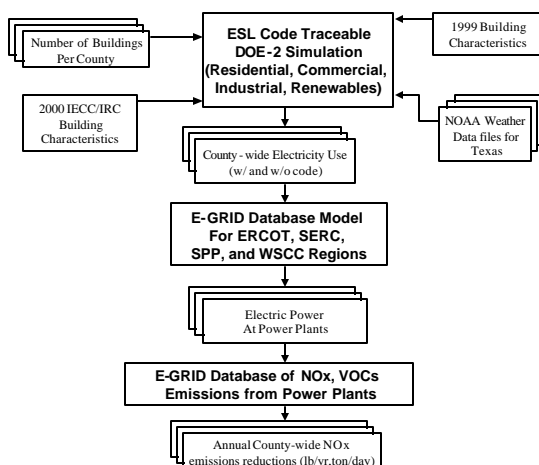 Number of Buildings
Per County
ESL Code Traceable
DOE-2 Simulation
(Residential, Commercial,
Industrial, Renewables)
1999 Building
Characteristics
2000 IECC/IRC
Building
Characteristics
NOAA Weather
Data files for
Texas
County - wide Electricity Use
(w/ and w/o code)
E-GRID Database Model
For ERCOT, SERC,
SPP, and WSCC Regions
Electric Power
At Power Plants
E-GRID Database of NOx, VOCs
Emissions from Power Plants
Annual County-wide NOx
emissions reductions (lb/yr,ton/day)